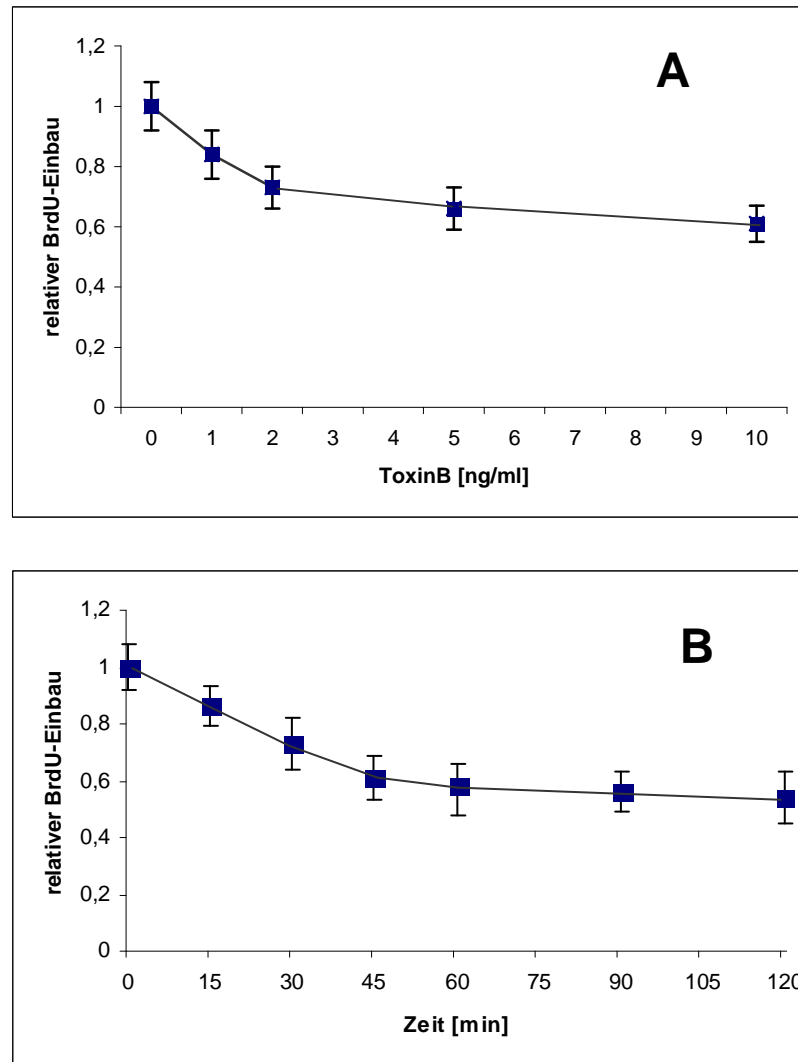 A
relativer BrdU-Einbau
1,2
1
0,8
0,6
0,4
0,2
0
0 1 2 3 4 5 6 7 8 9 10
ToxinB [ng/ml]
B
relativer BrdU-Einbau
1,2
1
0,8
0,6
0,4
0,2
0
0 15 30 45 60 75 90 105 120
Zeit [min]